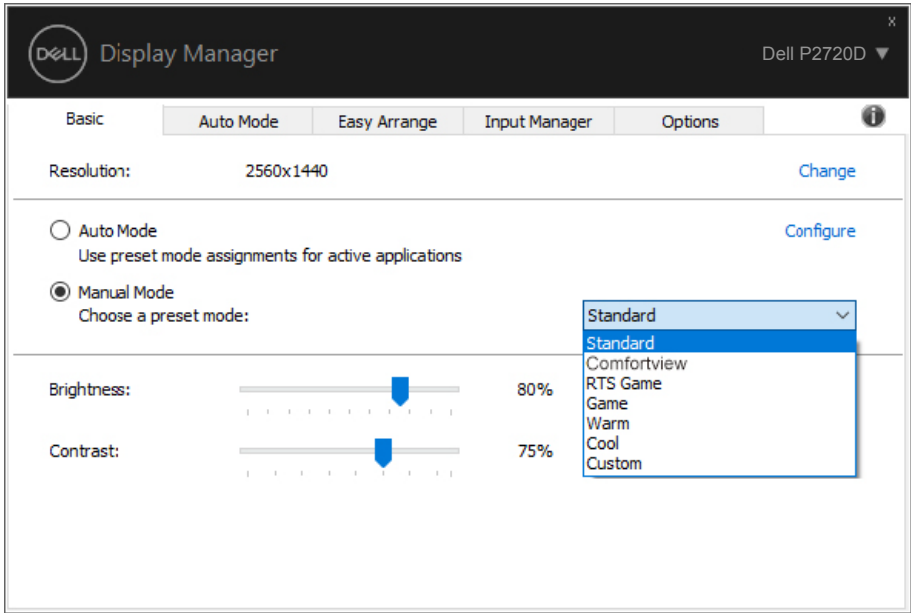 x
DELL Display Manager
Dell P2720D
Basic Auto Mode Easy Arrange Input Manager Options i
Resolution: 2560x1440 Change
Auto Mode Configure
Use preset mode assignments for active applications
Manual Mode
Choose a preset mode: Standard
Standard
Comfortview
RTS Game
Game
Warm
Cool
Custom
Brightness: 80%
Contrast: 75%